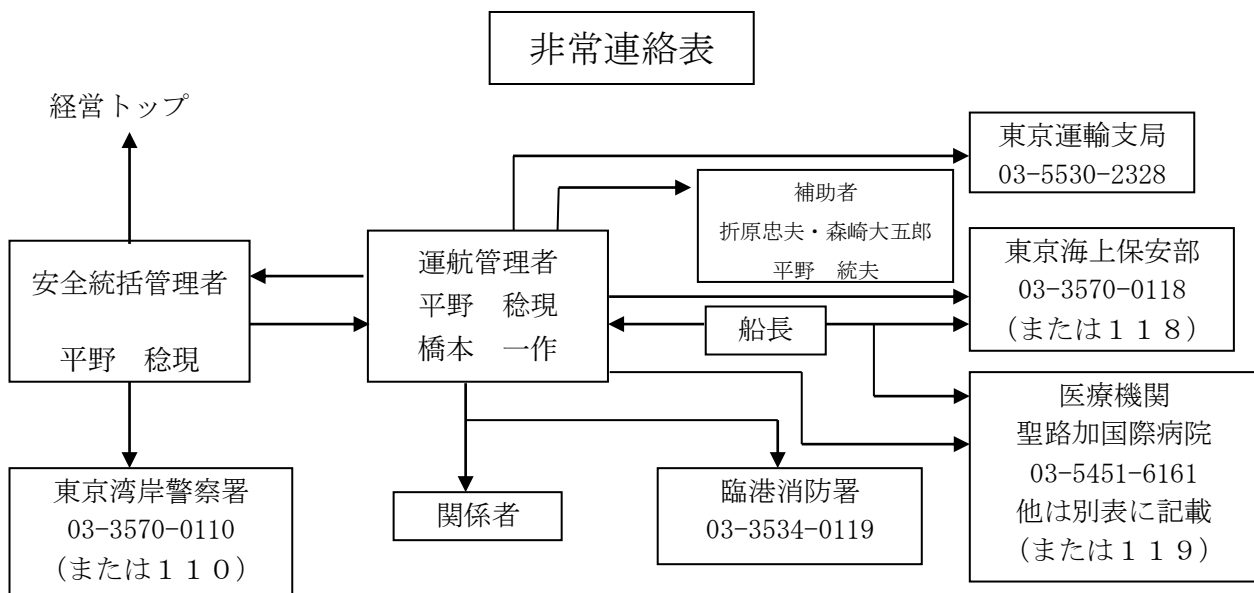 非常連絡表
経営トップ
東京運輸支局
03-5530-2328
補助者
折原忠夫・森崎大五郎
平野　統夫
安全統括管理者
平野　稔現
運航管理者
平野　稔現
橋本　一作
東京海上保安部
03-3570-0118
（または１１８）
船長
医療機関
聖路加国際病院
03-5451-6161
他は別表に記載
（または１１９）
東京湾岸警察署
03-3570-0110
（または１１０）
関係者
臨港消防署
03-3534-0119